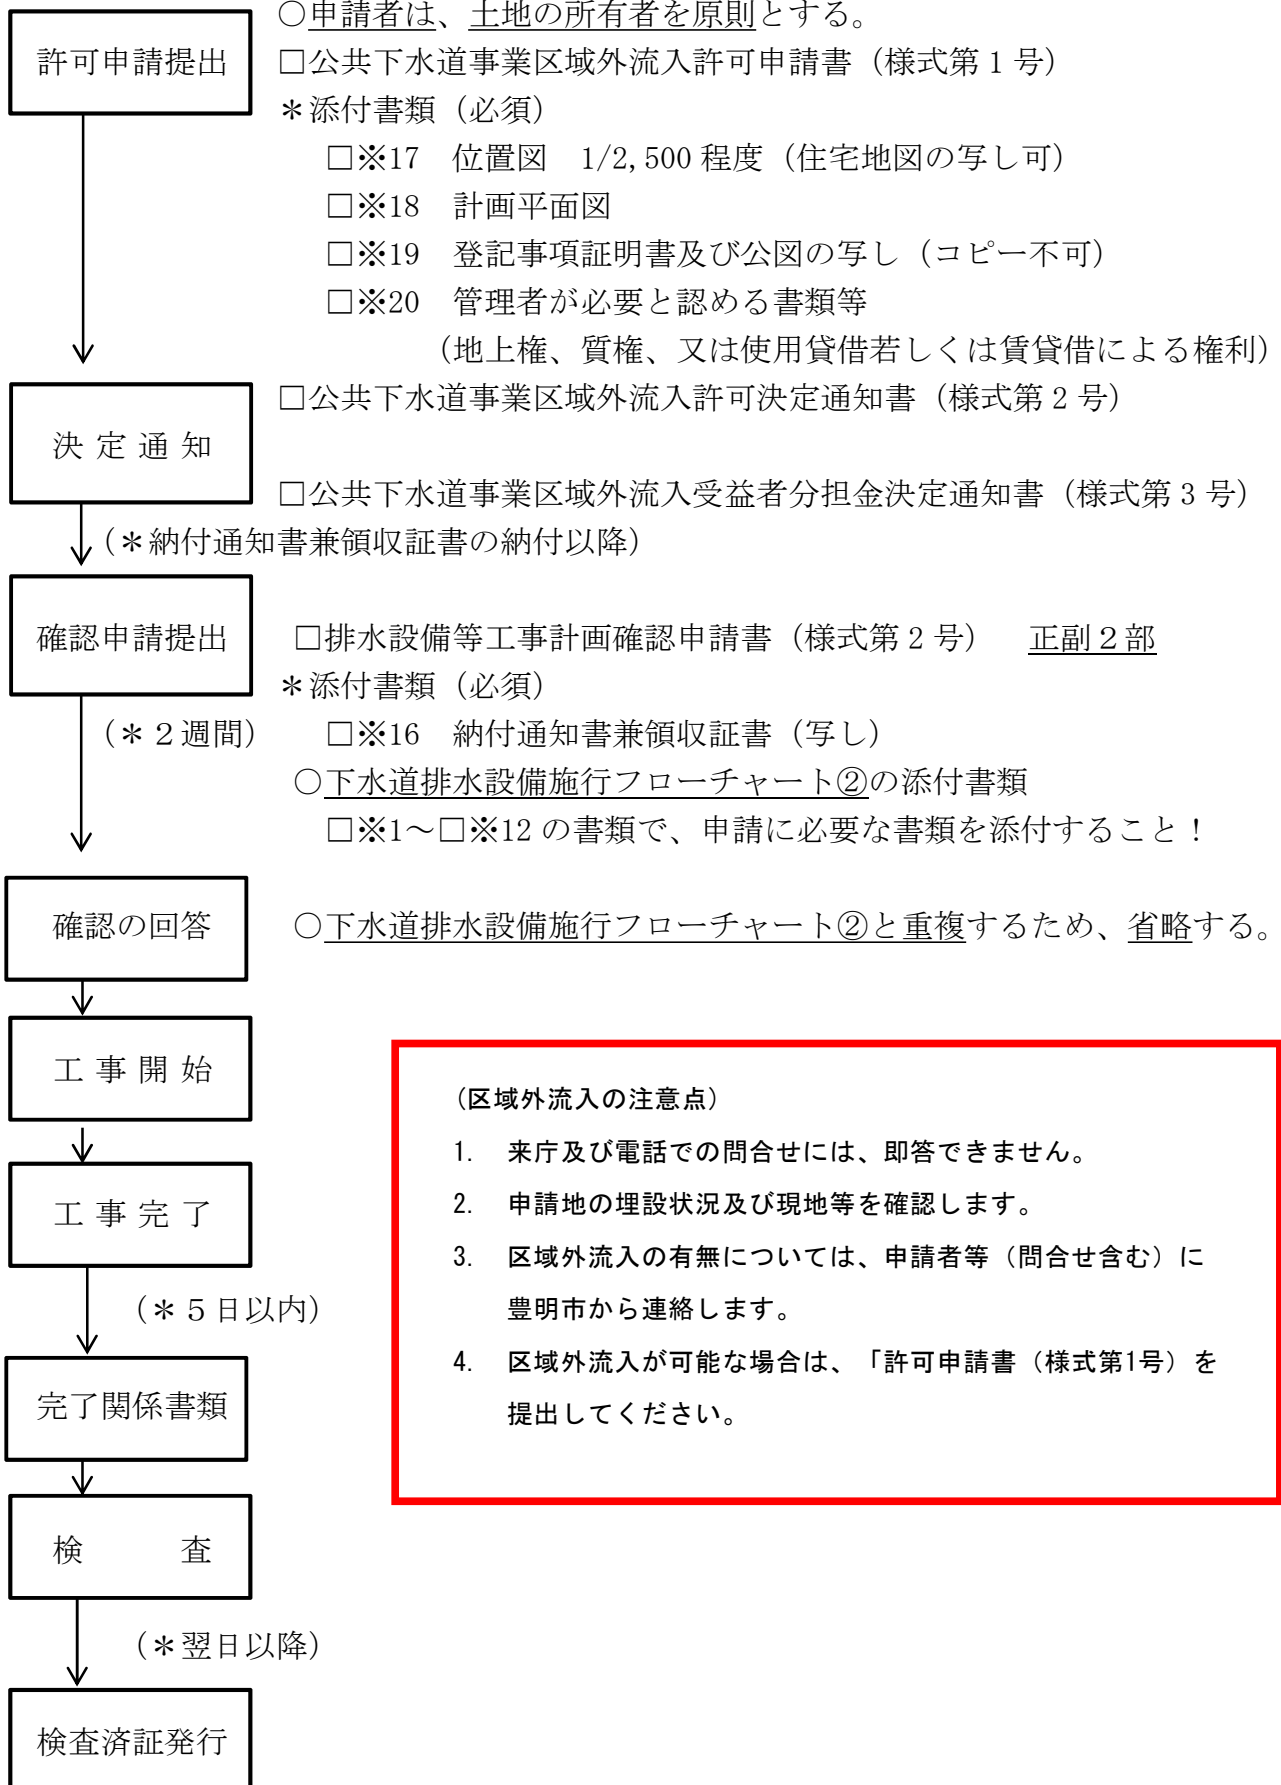 ○申請者は、土地の所有者を原則とする。
許可申請提出
□公共下水道事業区域外流入許可申請書（様式第１号）
＊添付書類（必須）
□※17　位置図　1/2,500 程度（住宅地図の写し可）
□※18　計画平面図
□※19　登記事項証明書及び公図の写し（コピー不可）
□※20　管理者が必要と認める書類等
（地上権、質権、又は使用貸借若しくは賃貸借による権利）
決 定 通 知
□公共下水道事業区域外流入許可決定通知書（様式第２号）
□公共下水道事業区域外流入受益者分担金決定通知書（様式第３号）
（＊納付通知書兼領収証書の納付以降）
確認申請提出
□排水設備等工事計画確認申請書（様式第２号）　正副２部
＊添付書類（必須）
（＊２週間）
□※16　納付通知書兼領収証書（写し）
○下水道排水設備施行フローチャート②の添付書類
□※1～□※12 の書類で、申請に必要な書類を添付すること！
確認の回答
○下水道排水設備施行フローチャート②と重複するため、省略する。
工 事 開 始
工 事 完 了
（＊５日以内）
完了関係書類
検　　　査
（＊翌日以降）
検査済証発行
（区域外流入の注意点）
1.　来庁及び電話での問合せには、即答できません。
2.　申請地の埋設状況及び現地等を確認します。
3.　区域外流入の有無については、申請者等（問合せ含む）に
豊明市から連絡します。
4.　区域外流入が可能な場合は、「許可申請書（様式第1号）を
提出してください。